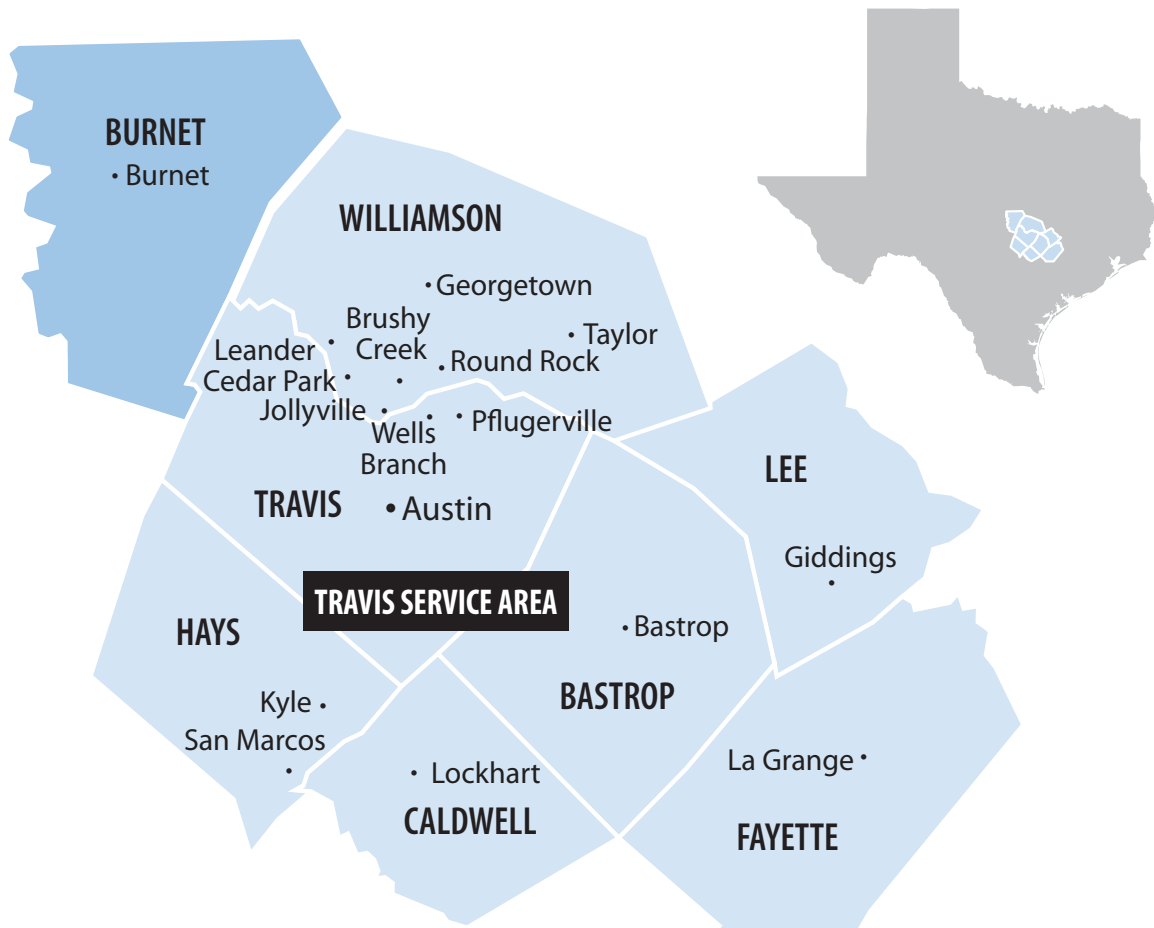 BURNET
Burnet
WILLIAMSON
Georgetown
Brushy
Creek
Taylor
Leander
Round Rock
Cedar Park
Jollyville
Wells
Branch
Pflugerville
LEE
TRAVIS
Austin
Giddings
TRAVIS SERVICE AREA
HAYS
Bastrop
BASTROP
Kyle
San Marcos
La Grange
Lockhart
CALDWELL
FAYETTE